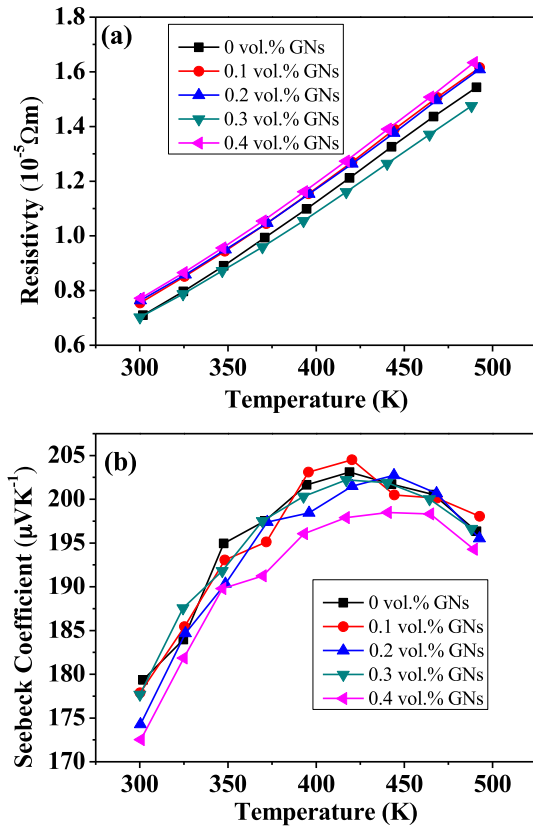 (a)
0 vol.% GNs
0.1 vol.% GNs
0.2 vol.% GNs
0.3 vol.% GNs
0.4 vol.% GNs
1.6
1.4
1.2
1.0
0.8
0.6
Resistivty (10⁻⁵Ωm)
300 350 400 450 500
Temperature (K)
(b)
205
200
195
190
185
180
175
170
Seebeck Coefficient (μVK⁻¹)
0 vol.% GNs
0.1 vol.% GNs
0.2 vol.% GNs
0.3 vol.% GNs
0.4 vol.% GNs
300 350 400 450 500
Temperature (K)